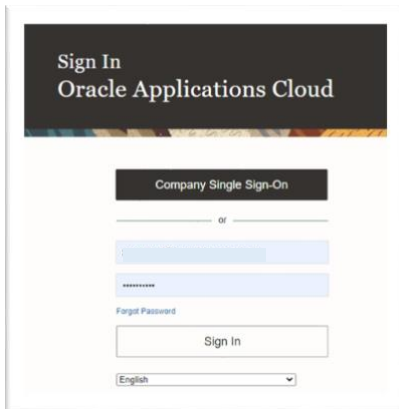 Sign In
Oracle Applications Cloud
Company Single Sign-On
or
••••••••••
Forgot Password
Sign In
English